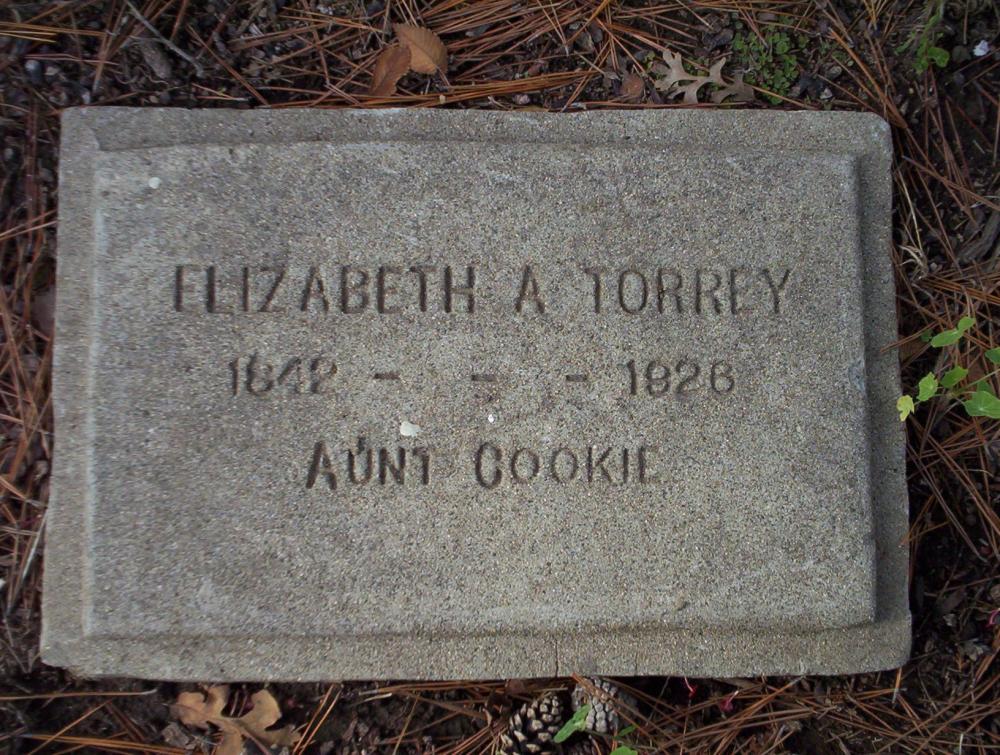 ELIZABETH A TORREY
1842 - - - 1926
AUNT COOKIE